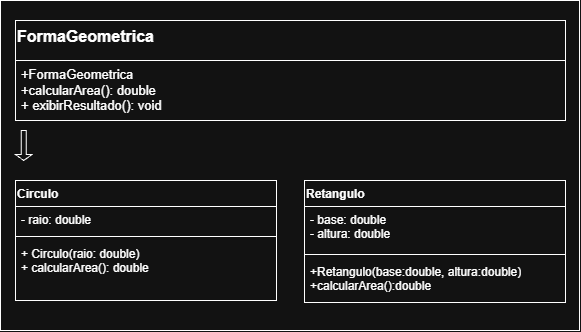 FormaGeometrica
+FormaGeometrica
+calcularArea(): double
+ exibirResultado(): void
Circulo
- raio: double
+ Circulo(raio: double)
+ calcularArea(): double
Retangulo
- base: double
- altura: double
+Retangulo(base:double, altura:double)
+calcularArea():double